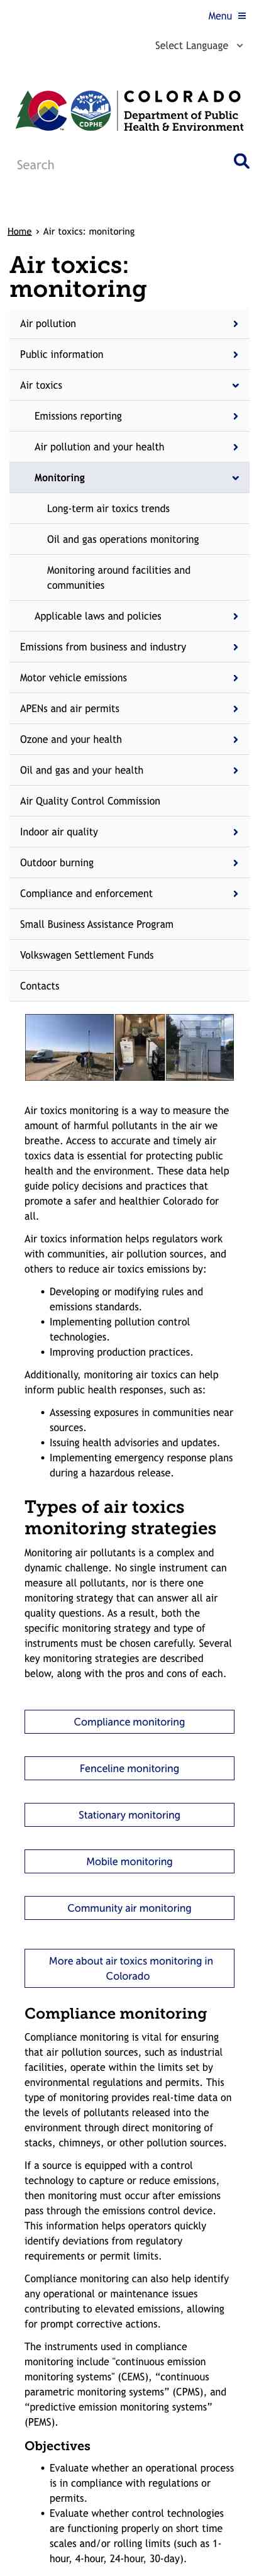 Menu ≡
Select Language
COLORADO
Department of Public
Health & Environment
CDPHE
Search
Home › Air toxics: monitoring
Air toxics:
monitoring
Air pollution
Public information
Air toxics
Emissions reporting
Air pollution and your health
Monitoring
Long-term air toxics trends
Oil and gas operations monitoring
Monitoring around facilities and
communities
Applicable laws and policies
Emissions from business and industry
Motor vehicle emissions
APENs and air permits
Ozone and your health
Oil and gas and your health
Air Quality Control Commission
Indoor air quality
Outdoor burning
Compliance and enforcement
Small Business Assistance Program
Volkswagen Settlement Funds
Contacts
Air toxics monitoring is a way to measure the
amount of harmful pollutants in the air we
breathe. Access to accurate and timely air
toxics data is essential for protecting public
health and the environment. These data help
guide policy decisions and practices that
promote a safer and healthier Colorado for
all.
Air toxics information helps regulators work
with communities, air pollution sources, and
others to reduce air toxics emissions by:
• Developing or modifying rules and
emissions standards.
• Implementing pollution control
technologies.
• Improving production practices.
Additionally, monitoring air toxics can help
inform public health responses, such as:
• Assessing exposures in communities near
sources.
• Issuing health advisories and updates.
• Implementing emergency response plans
during a hazardous release.
Types of air toxics
monitoring strategies
Monitoring air pollutants is a complex and
dynamic challenge. No single instrument can
measure all pollutants, nor is there one
monitoring strategy that can answer all air
quality questions. As a result, both the
specific monitoring strategy and type of
instruments must be chosen carefully. Several
key monitoring strategies are described
below, along with the pros and cons of each.
Compliance monitoring
Fenceline monitoring
Stationary monitoring
Mobile monitoring
Community air monitoring
More about air toxics monitoring in
Colorado
Compliance monitoring
Compliance monitoring is vital for ensuring
that air pollution sources, such as industrial
facilities, operate within the limits set by
environmental regulations and permits. This
type of monitoring provides real-time data on
the levels of pollutants released into the
environment through direct monitoring of
stacks, chimneys, or other pollution sources.
If a source is equipped with a control
technology to capture or reduce emissions,
then monitoring must occur after emissions
pass through the emissions control device.
This information helps operators quickly
identify deviations from regulatory
requirements or permit limits.
Compliance monitoring can also help identify
any operational or maintenance issues
contributing to elevated emissions, allowing
for prompt corrective actions.
The instruments used in compliance
monitoring include "continuous emission
monitoring systems" (CEMS), “continuous
parametric monitoring systems” (CPMS), and
“predictive emission monitoring systems”
(PEMS).
Objectives
• Evaluate whether an operational process
is in compliance with regulations or
permits.
• Evaluate whether control technologies
are functioning properly on short time
scales and/or rolling limits (such as 1-
hour, 4-hour, 24-hour, 30-day).